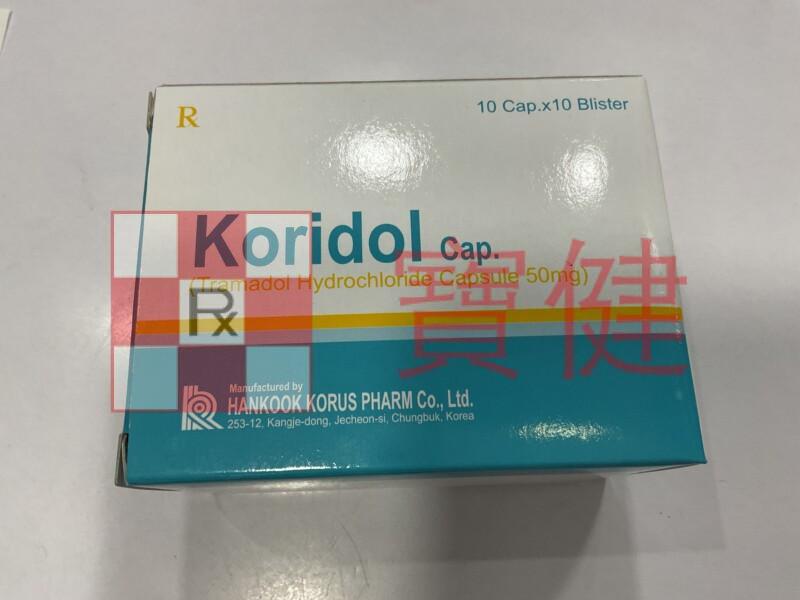 R
10 Cap.x10 Blister
Koridol Cap.
(Tramadol Hydrochloride Capsule 50mg)
Rx
寶健
Manufactured by
HANKOOK KORUS PHARM Co., Ltd.
253-12, Kangje-dong, Jecheon-si, Chungbuk, Korea